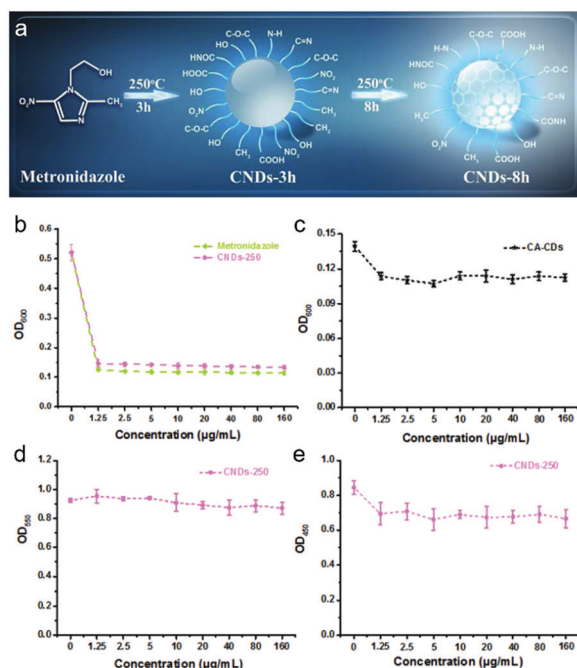 a
C-O-C N-H
HO C=N
HNOC C-O-C
HOOC NO₂
HO C=N
O₂N CH₃
C-O-C OH
HO NO₂
CH₃ COOH
OH
N
O₂N CH₃
N
250°C
3h
250°C
8h
C-O-C COOH
H-N C=N
HNOC C-O-C
HO C=N
H₃C CONH
O₂N OH
CH₃ COOH
Metronidazole CNDs-3h CNDs-8h
b
0.6
0.5
0.4
0.3
0.2
0.1
0.0
OD₆₀₀
Metronidazole
CNDs-250
0 1.25 2.5 5 10 20 40 80 160
Concentration (µg/mL)
c
0.15
0.12
0.09
0.06
0.03
0.00
OD₆₀₀
CA-CDs
0 1.25 2.5 5 10 20 40 80 160
Concentration (µg/mL)
d
1.2
1.0
0.8
0.6
0.4
0.2
0.0
OD₅₅₀
CNDs-250
0 1.25 2.5 5 10 20 40 80 160
Concentration (µg/mL)
e
1.0
0.8
0.6
0.4
0.2
0.0
OD₄₅₀
CNDs-250
0 1.25 2.5 5 10 20 40 80 160
Concentration (µg/mL)